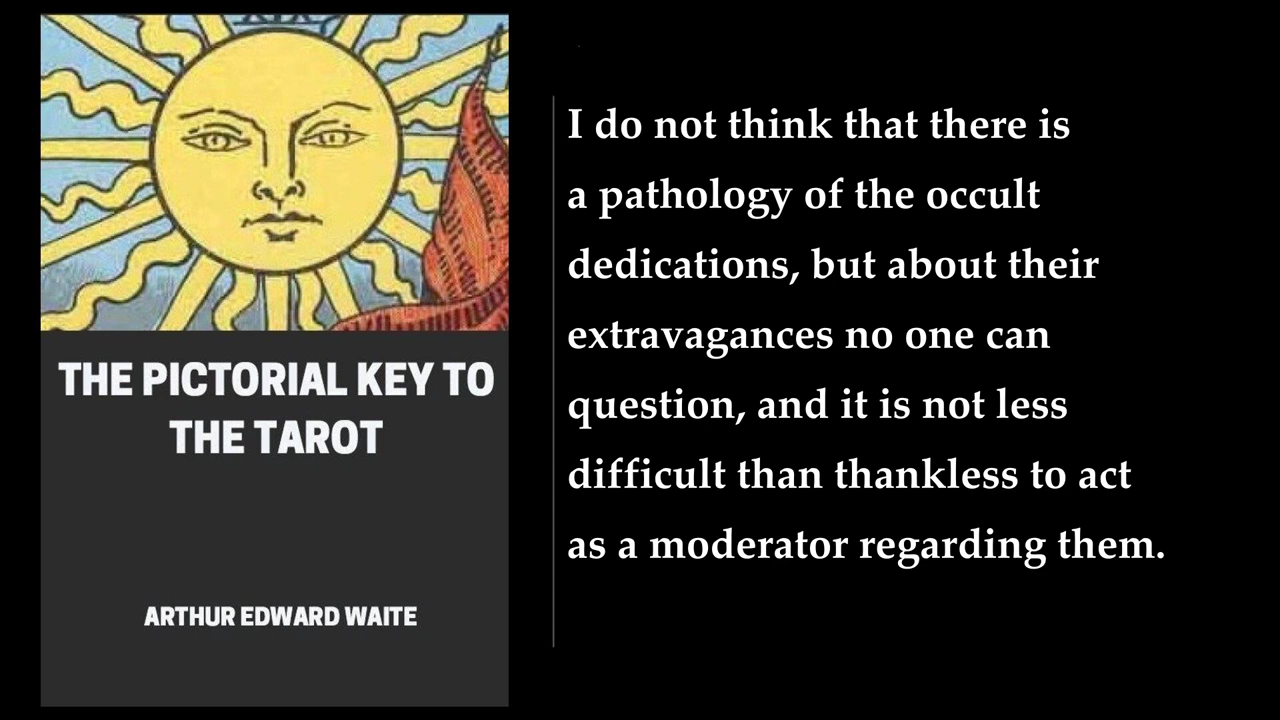 XIX
THE PICTORIAL KEY TO
THE TAROT
ARTHUR EDWARD WAITE
I do not think that there is
a pathology of the occult
dedications, but about their
extravagances no one can
question, and it is not less
difficult than thankless to act
as a moderator regarding them.